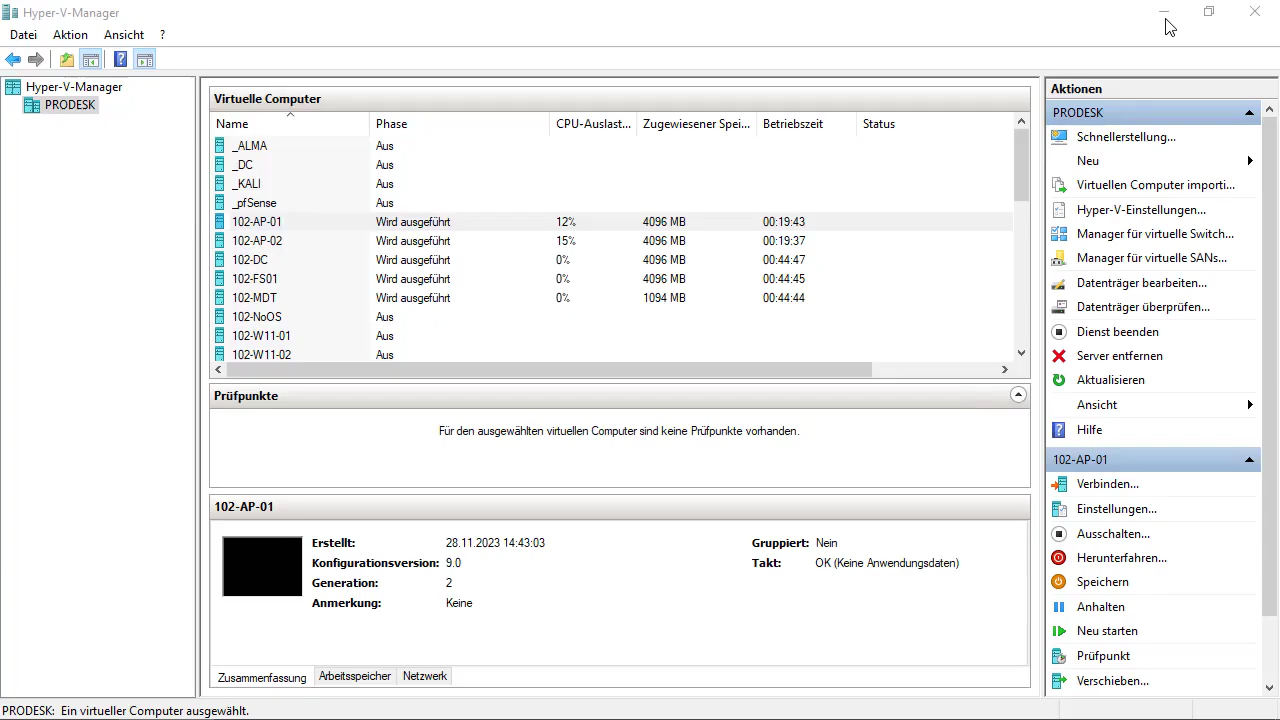 Hyper-V-Manager
Datei Aktion Ansicht ?
Hyper-V-Manager
PRODESK
Virtuelle Computer
Name Phase CPU-Auslast... Zugewiesener Spei... Betriebszeit Status
_ALMA Aus
_DC Aus
_KALI Aus
_pfSense Aus
102-AP-01 Wird ausgeführt 12% 4096 MB 00:19:43
102-AP-02 Wird ausgeführt 15% 4096 MB 00:19:37
102-DC Wird ausgeführt 0% 4096 MB 00:44:47
102-FS01 Wird ausgeführt 0% 4096 MB 00:44:45
102-MDT Wird ausgeführt 0% 1094 MB 00:44:44
102-NoOS Aus
102-W11-01 Aus
102-W11-02 Aus
Prüfpunkte
Für den ausgewählten virtuellen Computer sind keine Prüfpunkte vorhanden.
102-AP-01
Erstellt: 28.11.2023 14:43:03 Gruppiert: Nein
Konfigurationsversion: 9.0 Takt: OK (Keine Anwendungsdaten)
Generation: 2
Anmerkung: Keine
Zusammenfassung Arbeitsspeicher Netzwerk
Aktionen
PRODESK
Schnellerstellung...
Neu
Virtuellen Computer importi...
Hyper-V-Einstellungen...
Manager für virtuelle Switch...
Manager für virtuelle SANs...
Datenträger bearbeiten...
Datenträger überprüfen...
Dienst beenden
Server entfernen
Aktualisieren
Ansicht
Hilfe
102-AP-01
Verbinden...
Einstellungen...
Ausschalten...
Herunterfahren...
Speichern
Anhalten
Neu starten
Prüfpunkt
Verschieben...
PRODESK: Ein virtueller Computer ausgewählt.